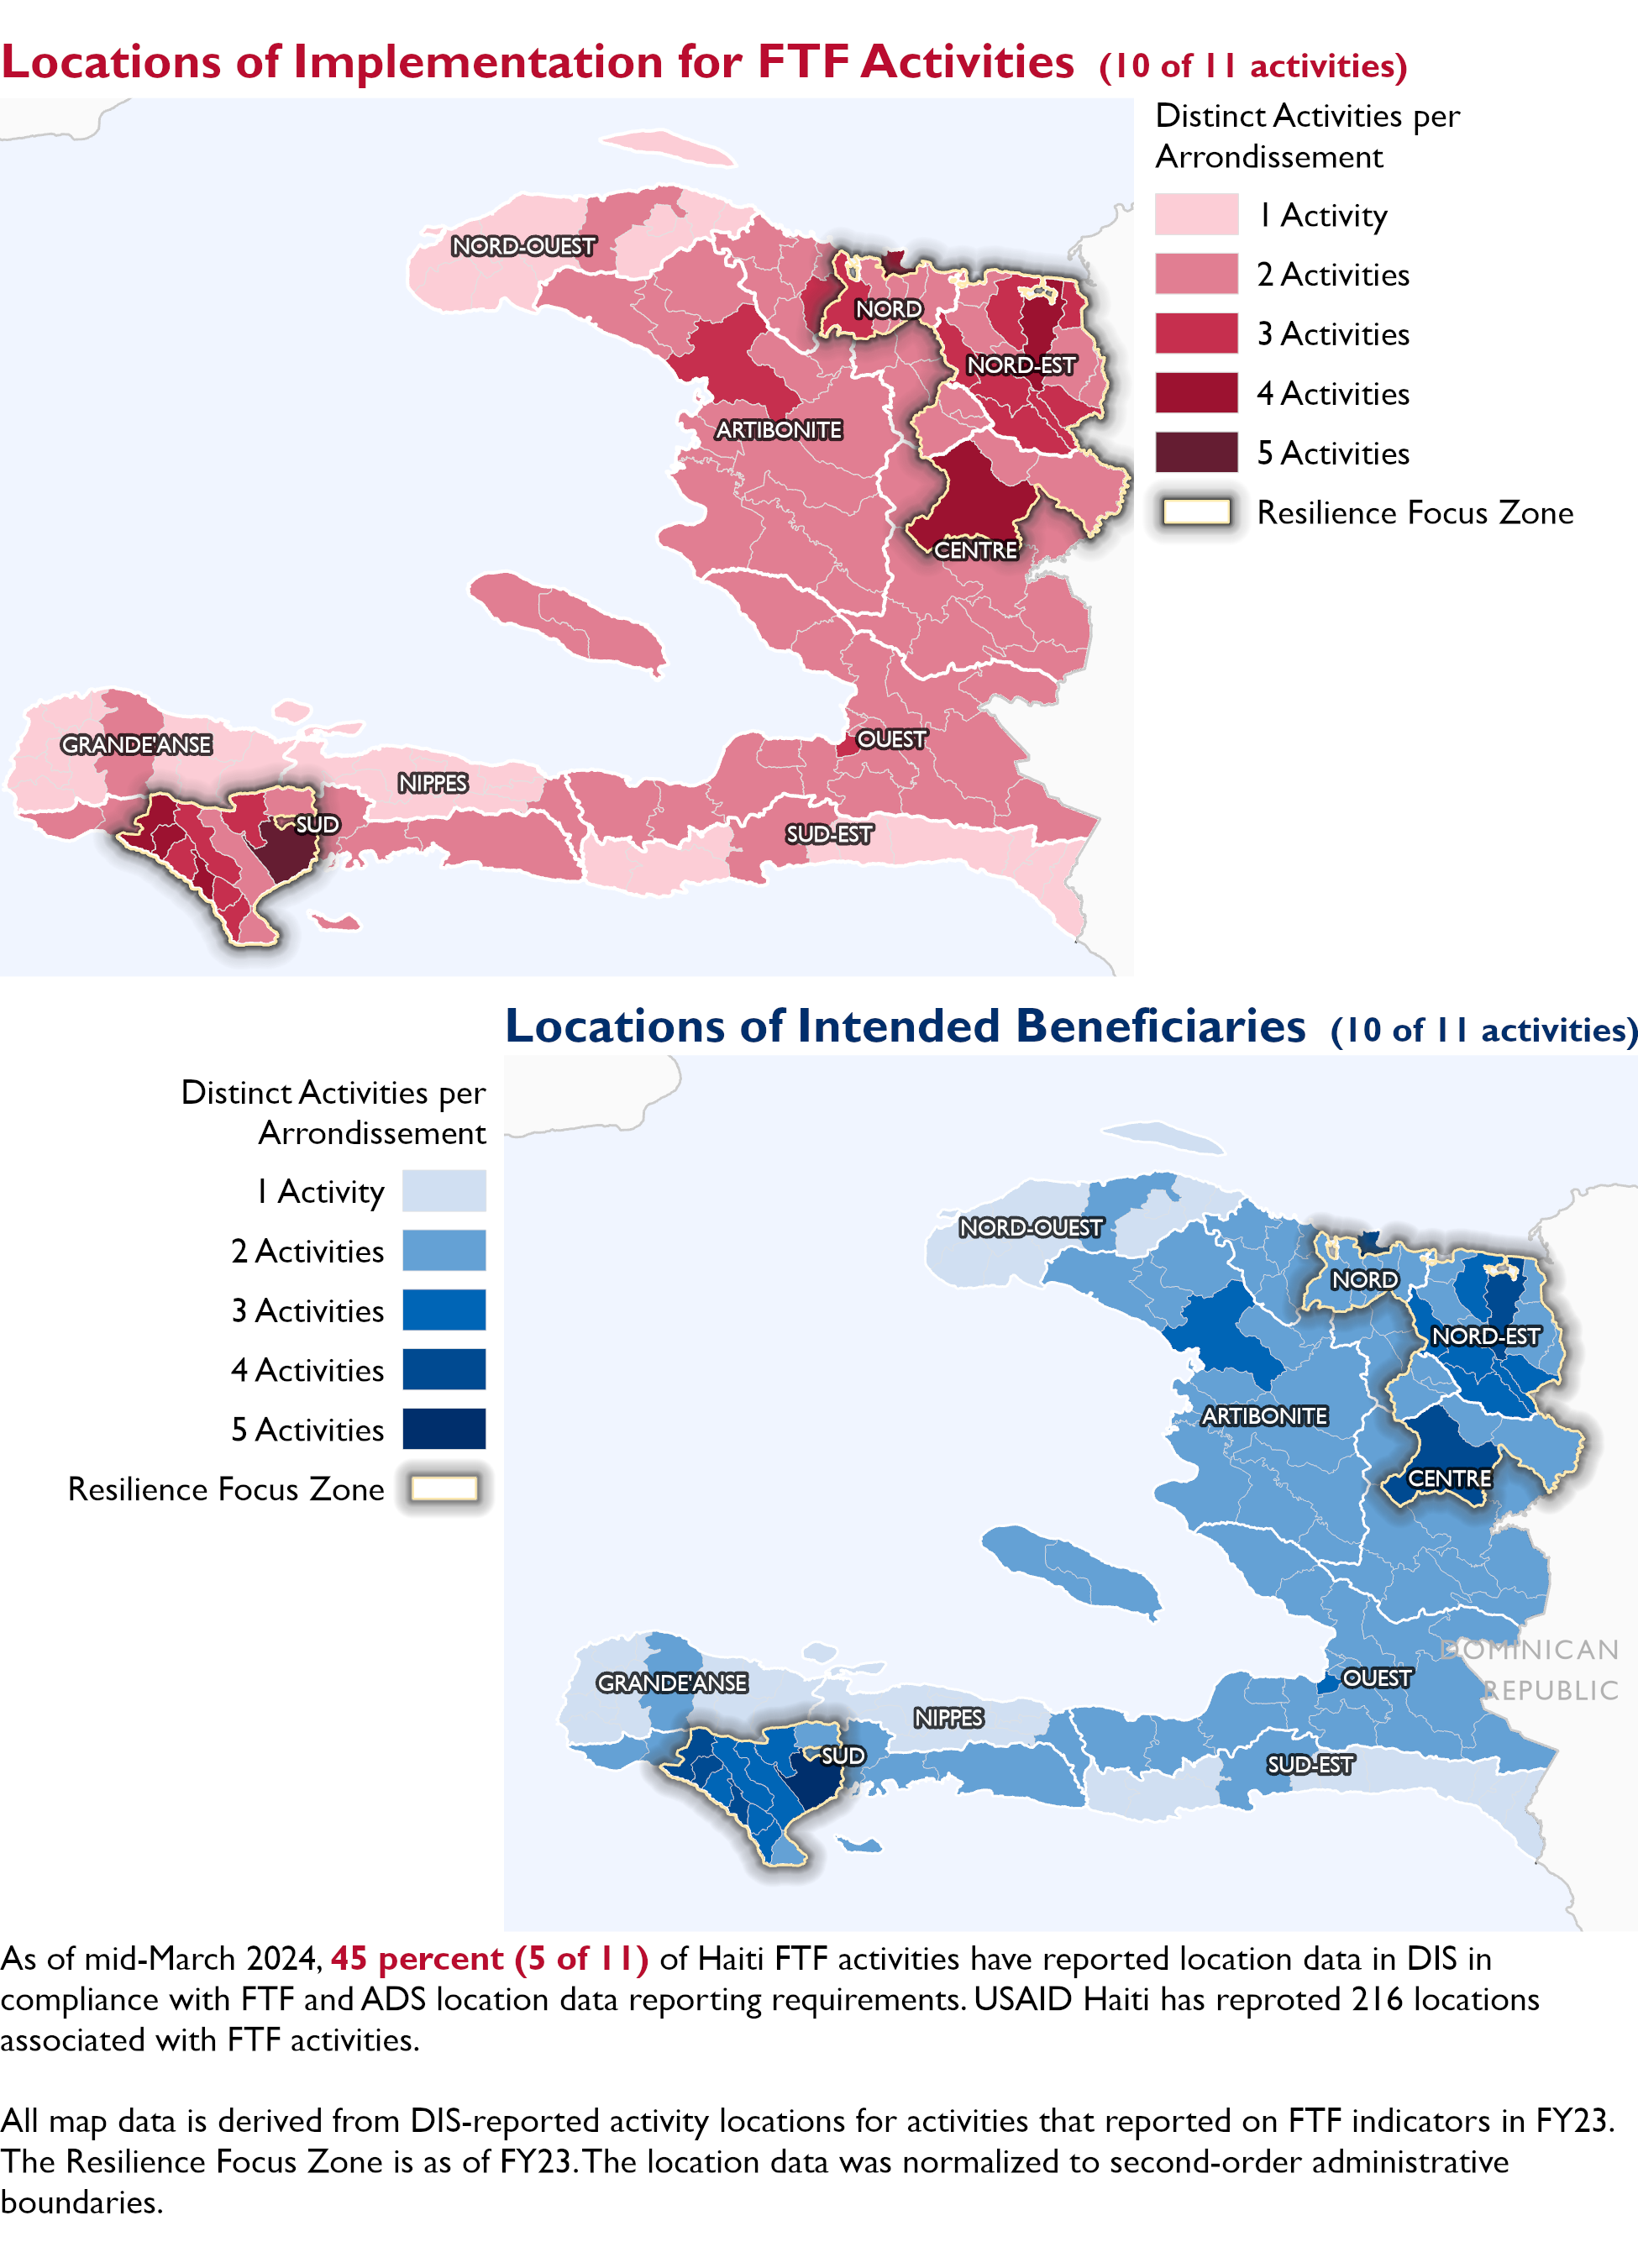 Locations of Implementation for FTF Activities (10 of 11 activities)
Distinct Activities per
Arrondissement
1 Activity
2 Activities
3 Activities
4 Activities
5 Activities
Resilience Focus Zone
NORD-OUEST
NORD
NORD-EST
ARTIBONITE
CENTRE
OUEST
GRANDE'ANSE
NIPPES
SUD
SUD-EST
Locations of Intended Beneficiaries (10 of 11 activities)
Distinct Activities per
Arrondissement
1 Activity
2 Activities
3 Activities
4 Activities
5 Activities
Resilience Focus Zone
NORD-OUEST
NORD
NORD-EST
ARTIBONITE
CENTRE
DOMINICAN
REPUBLIC
OUEST
GRANDE'ANSE
NIPPES
SUD
SUD-EST
As of mid-March 2024, 45 percent (5 of 11) of Haiti FTF activities have reported location data in DIS in
compliance with FTF and ADS location data reporting requirements. USAID Haiti has reproted 216 locations
associated with FTF activities.
All map data is derived from DIS-reported activity locations for activities that reported on FTF indicators in FY23.
The Resilience Focus Zone is as of FY23. The location data was normalized to second-order administrative
boundaries.